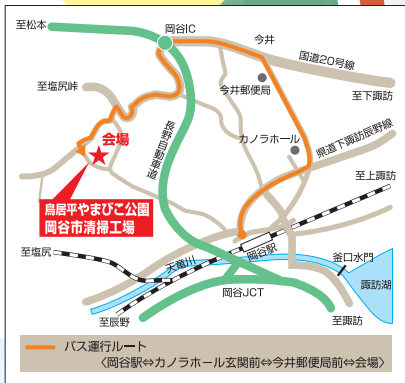 至松本
岡谷IC
今井
国道20号線
至塩尻峠
今井郵便局
至下諏訪
会場
長野自動車道
カノラホール
県道下諏訪辰野線
至上諏訪
鳥居平やまびこ公園
岡谷市清掃工場
至塩尻
天竜川
岡谷駅
釜口水門
諏訪湖
岡谷JCT
至辰野
至諏訪
バス運行ルート
〈岡谷駅⇔カノラホール玄関前⇔今井郵便局前⇔会場〉